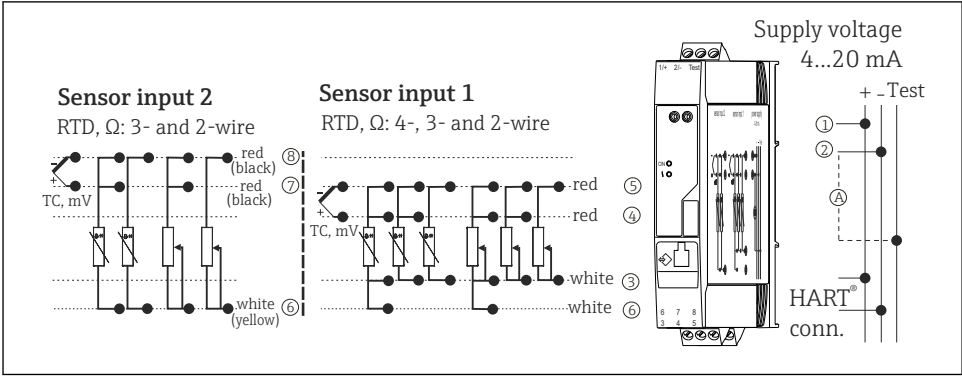 Supply voltage
4...20 mA
Sensor input 2
RTD, Ω: 3- and 2-wire
Sensor input 1
RTD, Ω: 4-, 3- and 2-wire
1/+ 2/- Test
+ - Test
red
(black)
8
red
(black)
7
- +
TC, mV
white
(yellow)
6
- +
TC, mV
red
5
red
4
white
3
white
6
ON
6 7 8
3 4 5
1
2
A
HART®
conn.